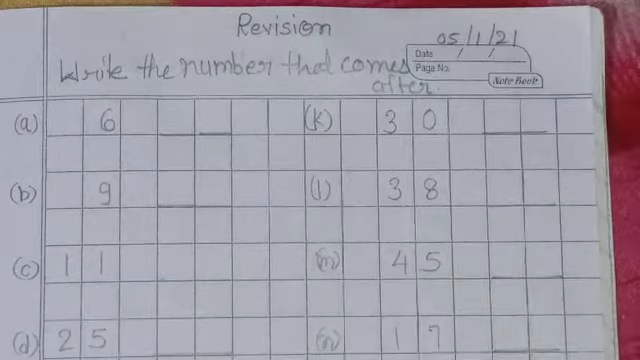 Revision
05/1/21
Date / /
Write the number that comes
Page No.
after.
Note Book
(a) 6 (k) 30
(b) 9 (l) 38
(c) 11 (m) 45
(d) 25 (n) 17